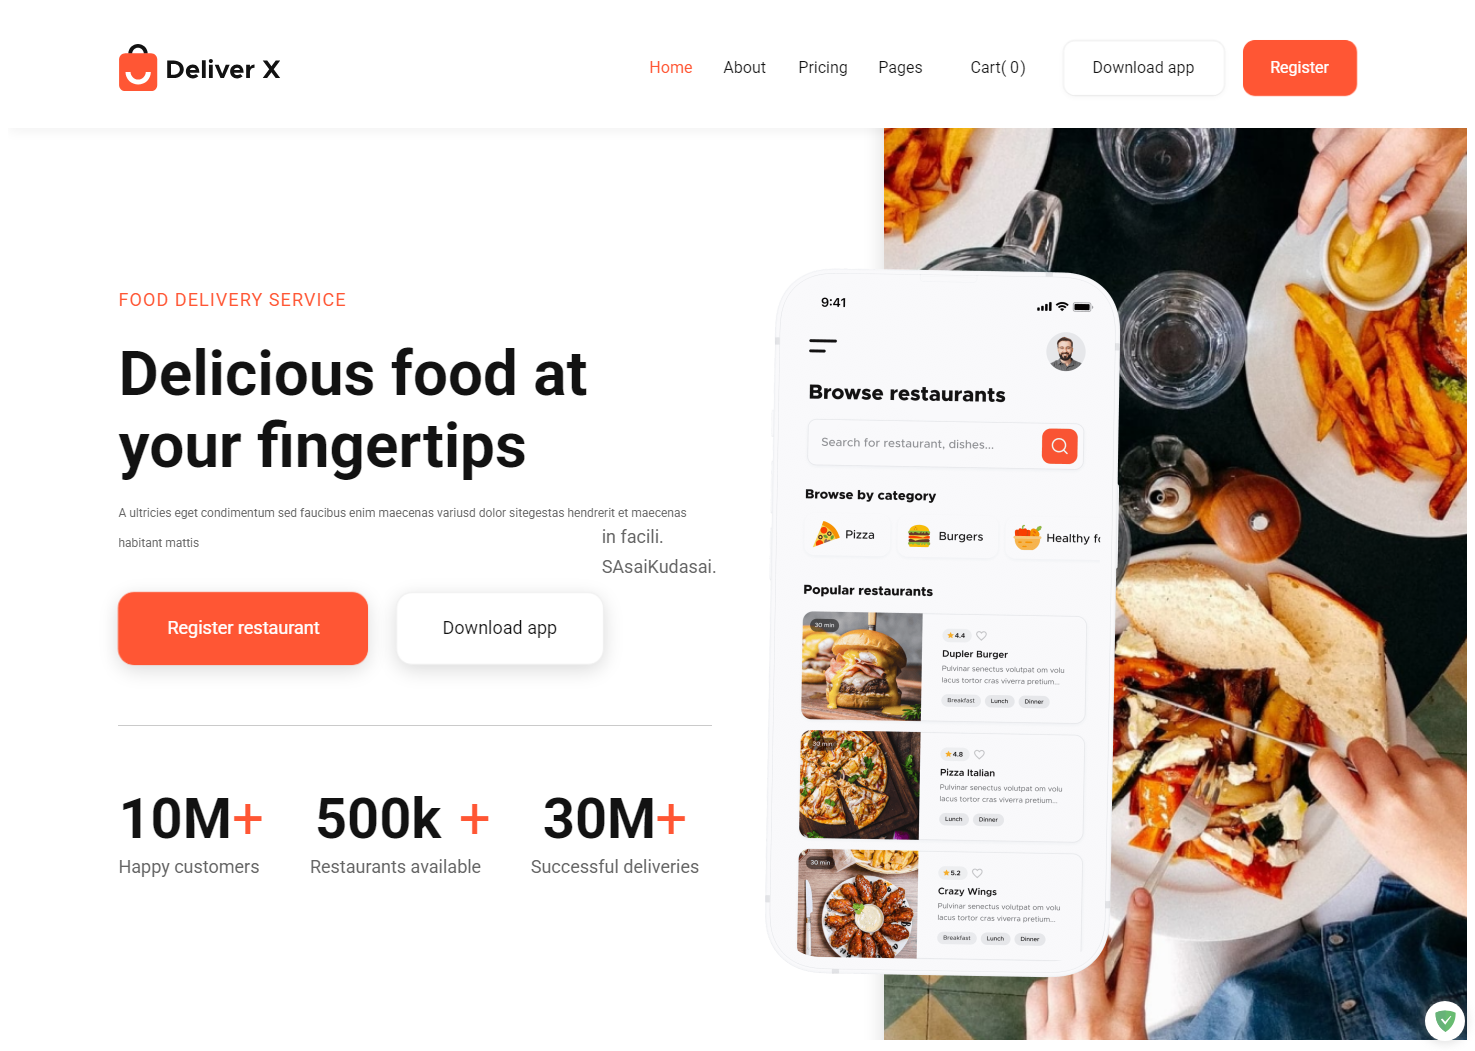 Deliver X
Home About Pricing Pages Cart( 0) Download app Register
FOOD DELIVERY SERVICE
Delicious food at
your fingertips
A ultricies eget condimentum sed faucibus enim maecenas variusd dolor sitegestas hendrerit et maecenas
habitant mattis
in facili.
SAsaiKudasai.
Register restaurant Download app
10M+ 500k + 30M+
Happy customers Restaurants available Successful deliveries
9:41
Browse restaurants
Search for restaurant, dishes...
Browse by category
Pizza Burgers Healthy fo
Popular restaurants
30 min
4.4
Dupler Burger
Pulvinar senectus volutpat om volu
lacus tortor cras viverra pretium...
Breakfast Lunch Dinner
30 min
4.8
Pizza Italian
Pulvinar senectus volutpat om volu
lacus tortor cras viverra pretium...
Lunch Dinner
30 min
5.2
Crazy Wings
Pulvinar senectus volutpat om volu
lacus tortor cras viverra pretium...
Breakfast Lunch Dinner